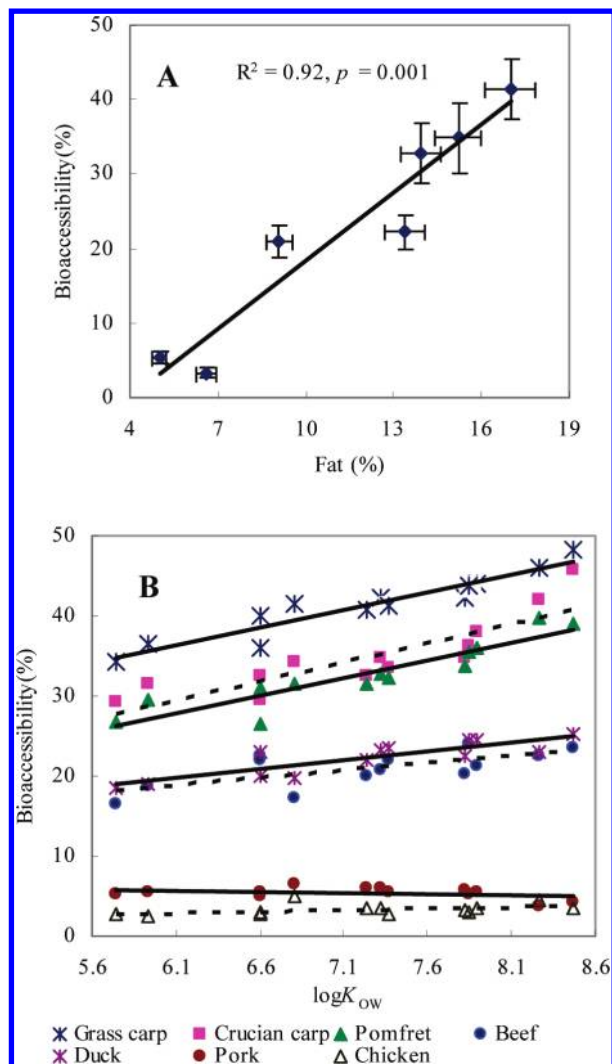 A
R² = 0.92, p = 0.001
Bioaccessibility(%)
50
40
30
20
10
0
4 7 10 13 16 19
Fat (%)
B
Bioaccessibility(%)
50
40
30
20
10
0
5.6 6.1 6.6 7.1 7.6 8.1 8.6
logKOW
Grass carp Crucian carp Pomfret Beef
Duck Pork Chicken